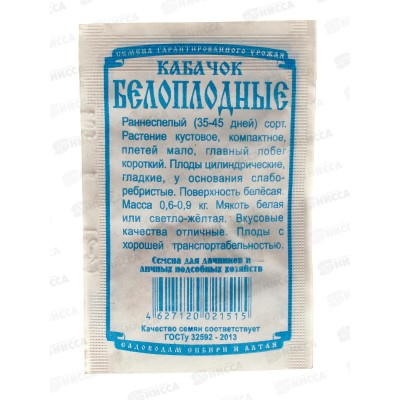 СЕМЕНА ГАРАНТИРОВАННОГО УРОЖАЯ
КАБАЧОК
БЕЛОПЛОДНЫЕ
Раннеспелый (35-45 дней) сорт.
Растение кустовое, компактное,
плетей мало, главный побег
короткий. Плоды цилиндрические,
гладкие, у основания слабо-
ребристые. Поверхность белёсая.
Масса 0,6-0,9 кг. Мякоть белая
или светло-жёлтая. Вкусовые
качества отличные. Плоды с
хорошей транспортабельностью.
Семена для дачников и
личных подсобных хозяйств
4 627120 021515
Качество семян соответствует
ГОСТу 32592 - 2013
САДОВОДАМ СИБИРИ И АЛТАЯ